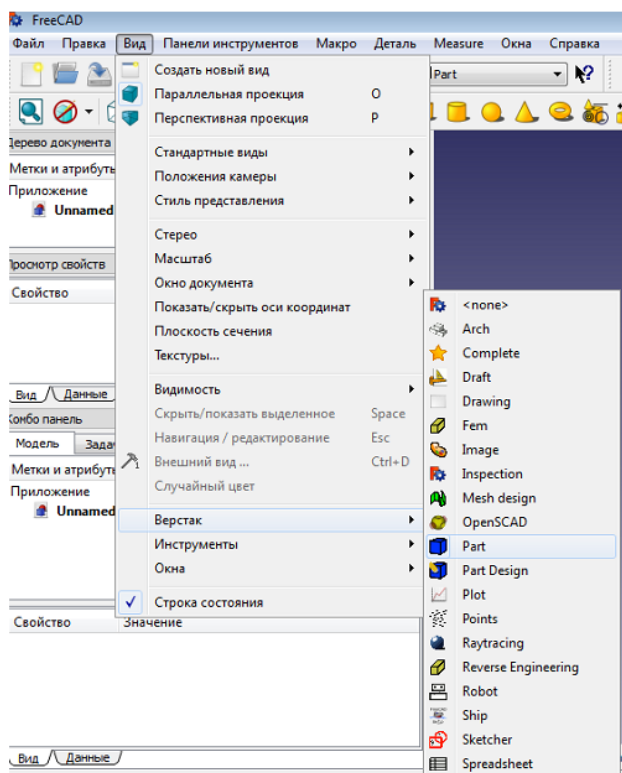 FreeCAD
Файл Правка Вид Панели инструментов Макро Деталь Measure Окна Справка
Создать новый вид
Part
Параллельная проекция O
Перспективная проекция P
Дерево документа
Метки и атрибуты
Приложение
Unnamed
Стандартные виды
Положения камеры
Стиль представления
Стерео
Масштаб
Окно документа
Показать/скрыть оси координат
Плоскость сечения
Текстуры...
Просмотр свойств
Свойство
Вид Данные
Видимость
Скрыть/показать выделенное Space
Навигация / редактирование Esc
Внешний вид ... Ctrl+D
Случайный цвет
Комбо панель
Модель Зада
Метки и атрибуты
Приложение
Unnamed
Верстак
Инструменты
Окна
Строка состояния
Свойство Значение
Вид Данные
<none>
Arch
Complete
Draft
Drawing
Fem
Image
Inspection
Mesh design
OpenSCAD
Part
Part Design
Plot
Points
Raytracing
Reverse Engineering
Robot
Ship
Sketcher
Spreadsheet